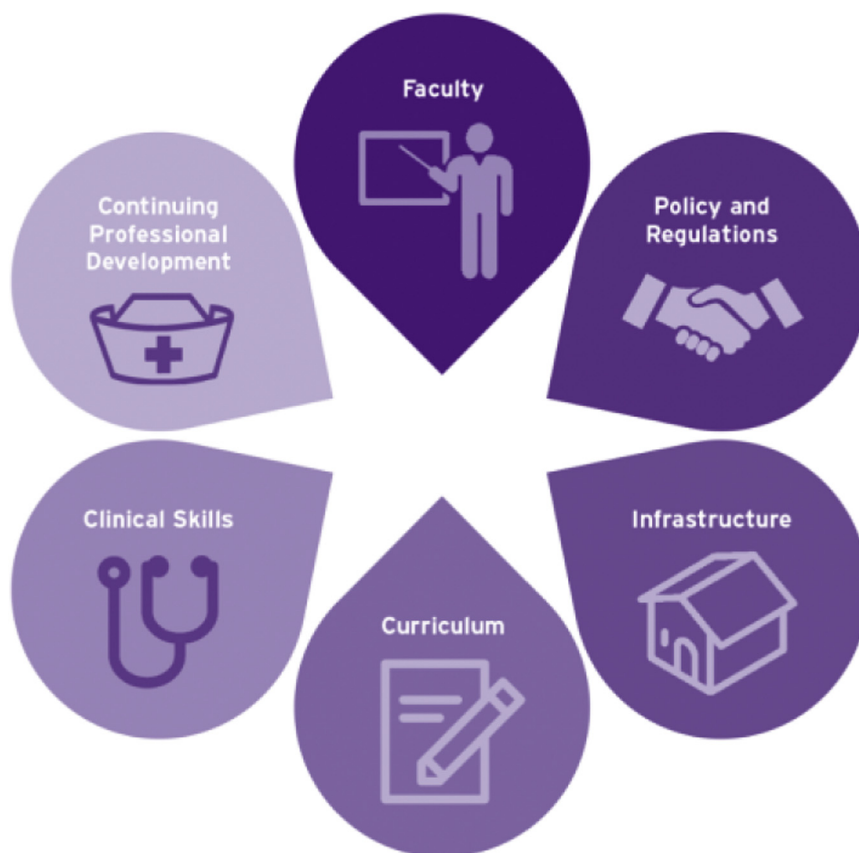 Faculty
Policy and
Regulations
Infrastructure
Curriculum
Clinical Skills
Continuing
Professional
Development